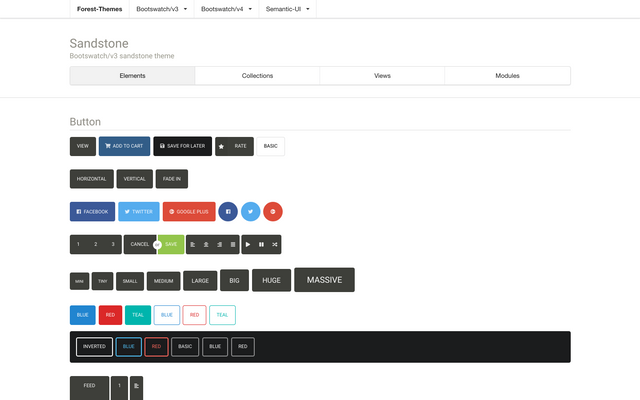 Forest-Themes Bootswatch/v3 Bootswatch/v4 Semantic-UI
Sandstone
Bootswatch/v3 sandstone theme
Elements Collections Views Modules
Button
VIEW ADD TO CART SAVE FOR LATER RATE BASIC
HORIZONTAL VERTICAL FADE IN
FACEBOOK TWITTER GOOGLE PLUS
1 2 3 CANCEL or SAVE
MINI TINY SMALL MEDIUM LARGE BIG HUGE MASSIVE
BLUE RED TEAL BLUE RED TEAL
INVERTED BLUE RED BASIC BLUE RED
FEED 1